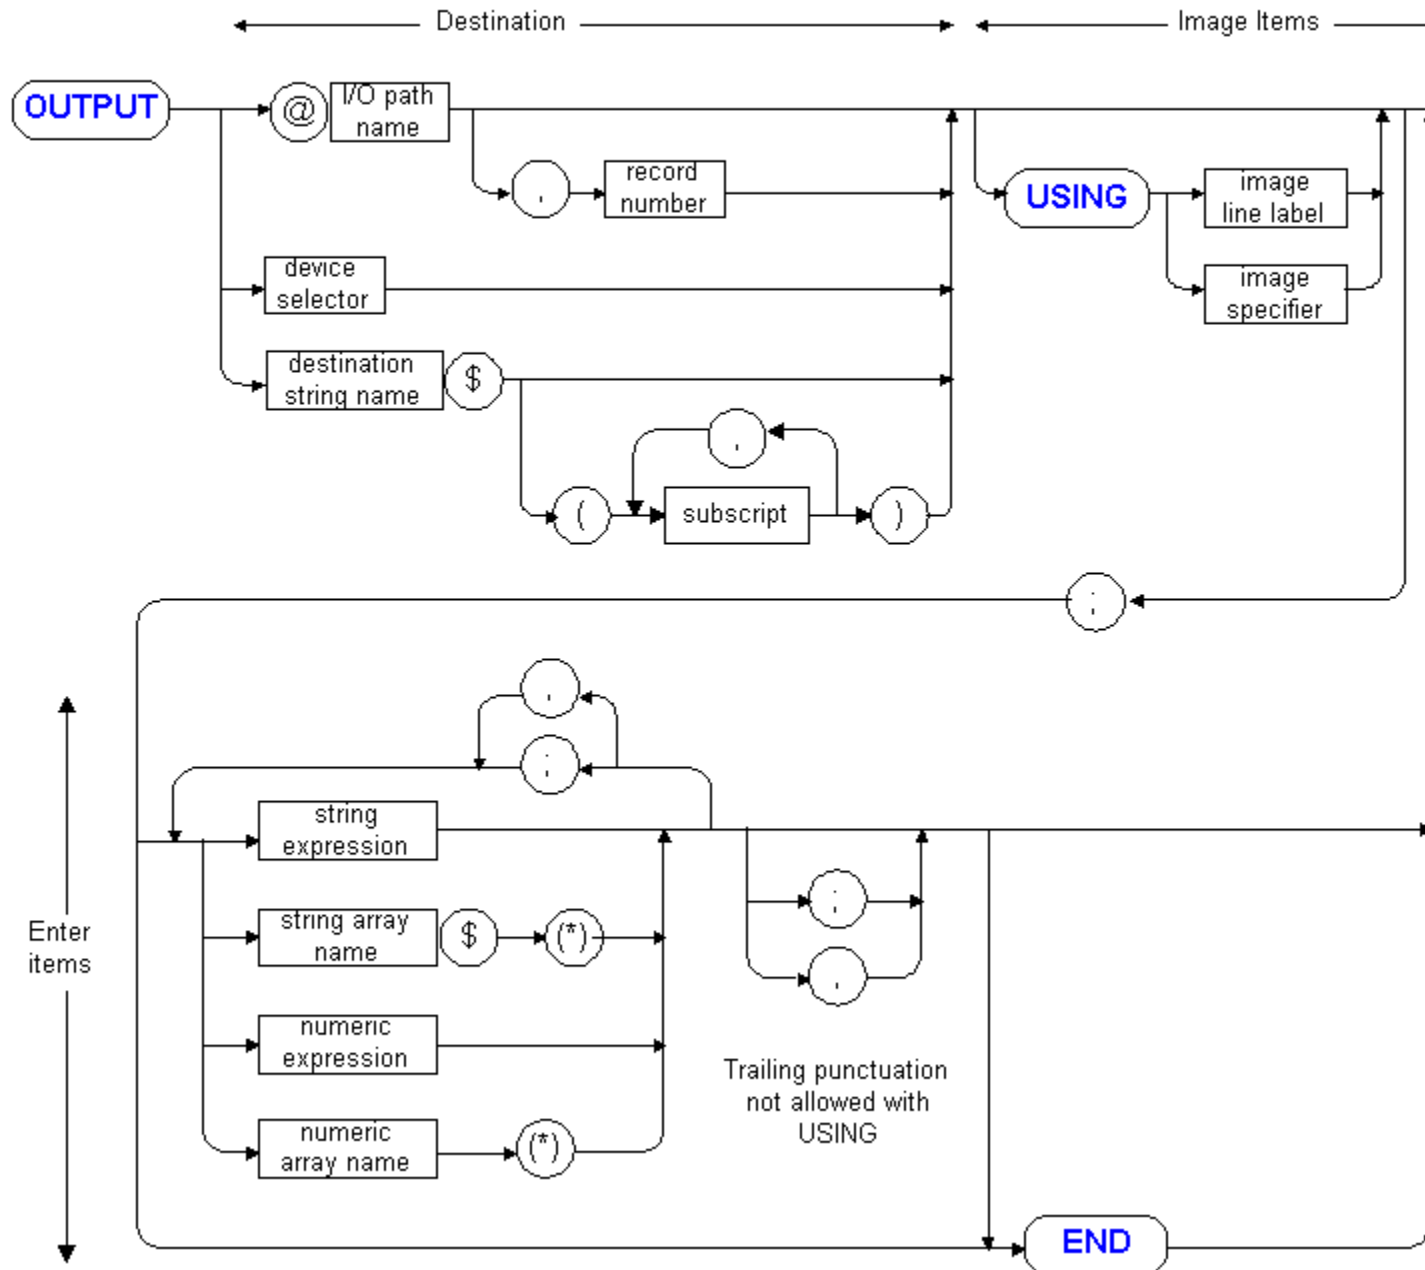 Destination
Image Items
OUTPUT
@
I/O path
name
,
record
number
USING
image
line label
device
selector
image
specifier
destination
string name
$
,
(
subscript
)
;
,
;
string
expression
Enter
items
string array
name
$
(*)
;
,
numeric
expression
Trailing punctuation
not allowed with
USING
numeric
array name
(*)
END